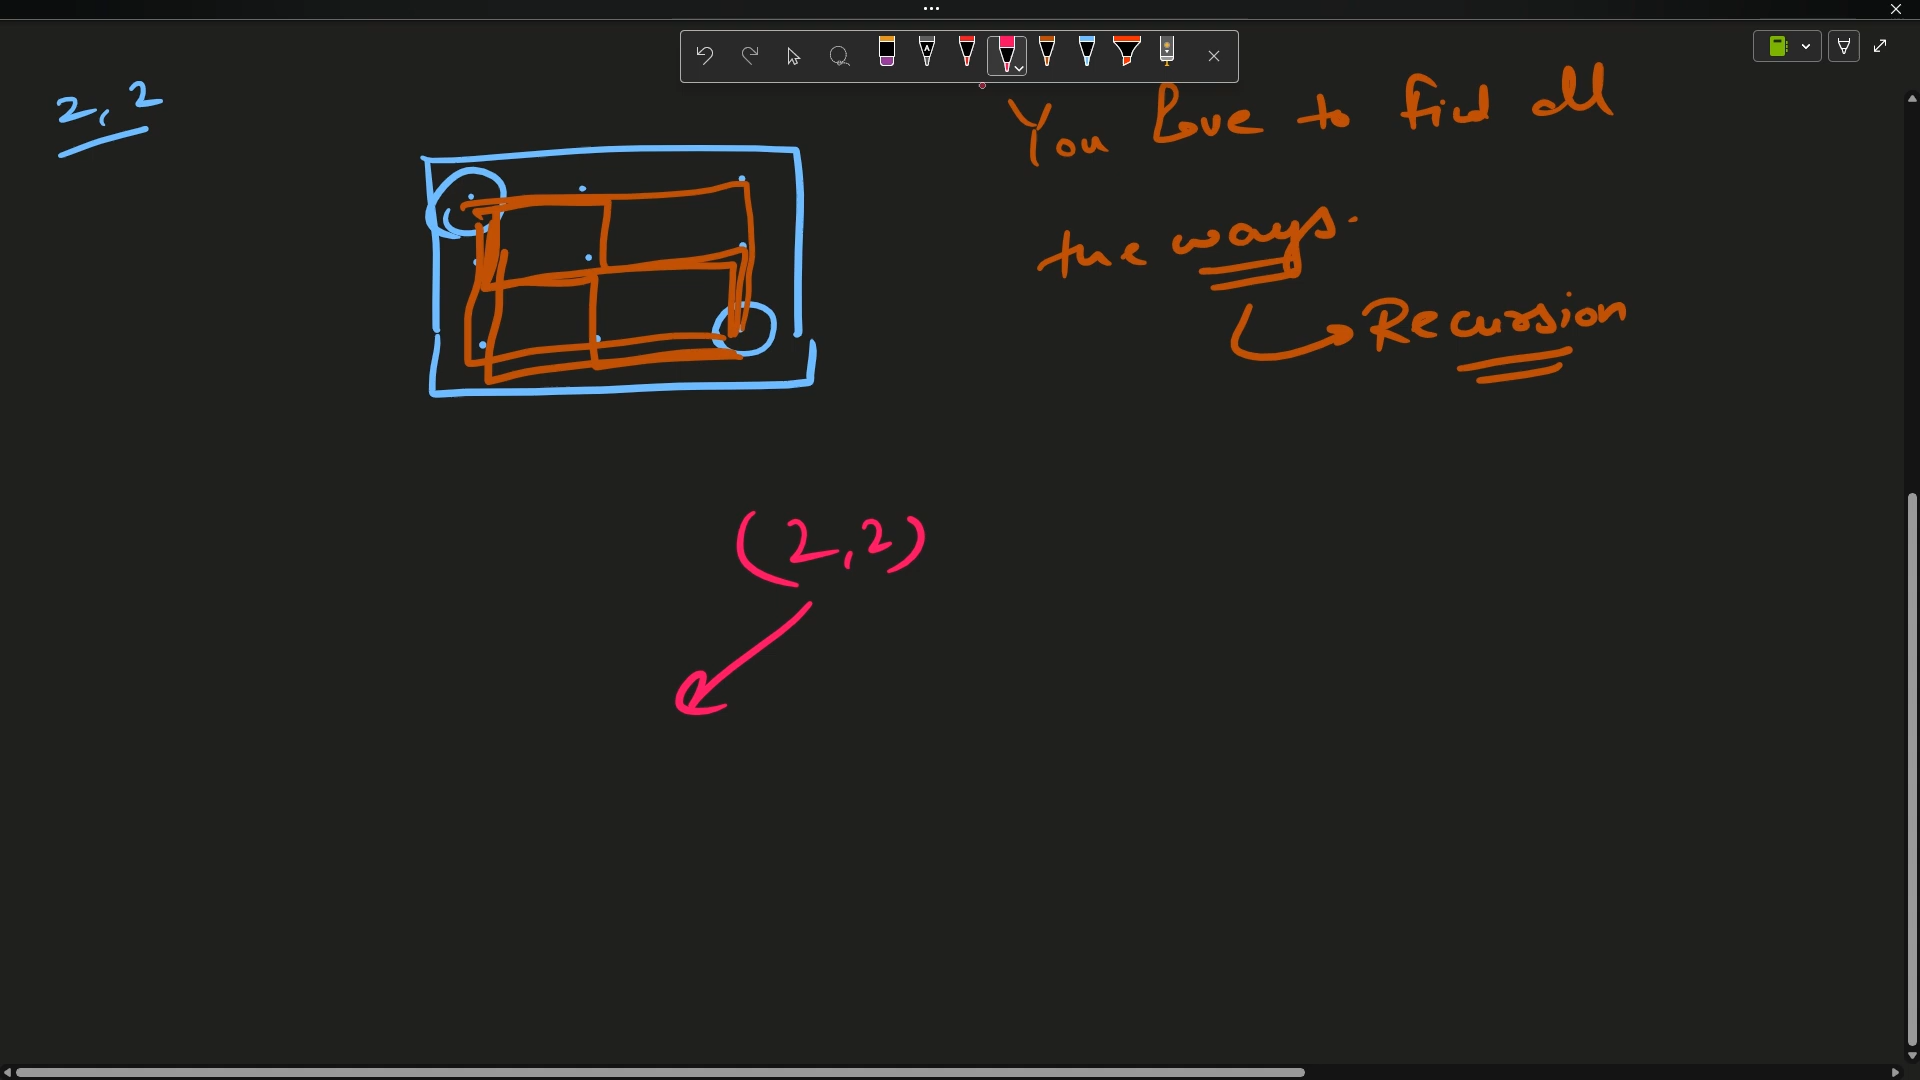 2, 2
You Love to find all
the ways.
Recursion
(2,2)